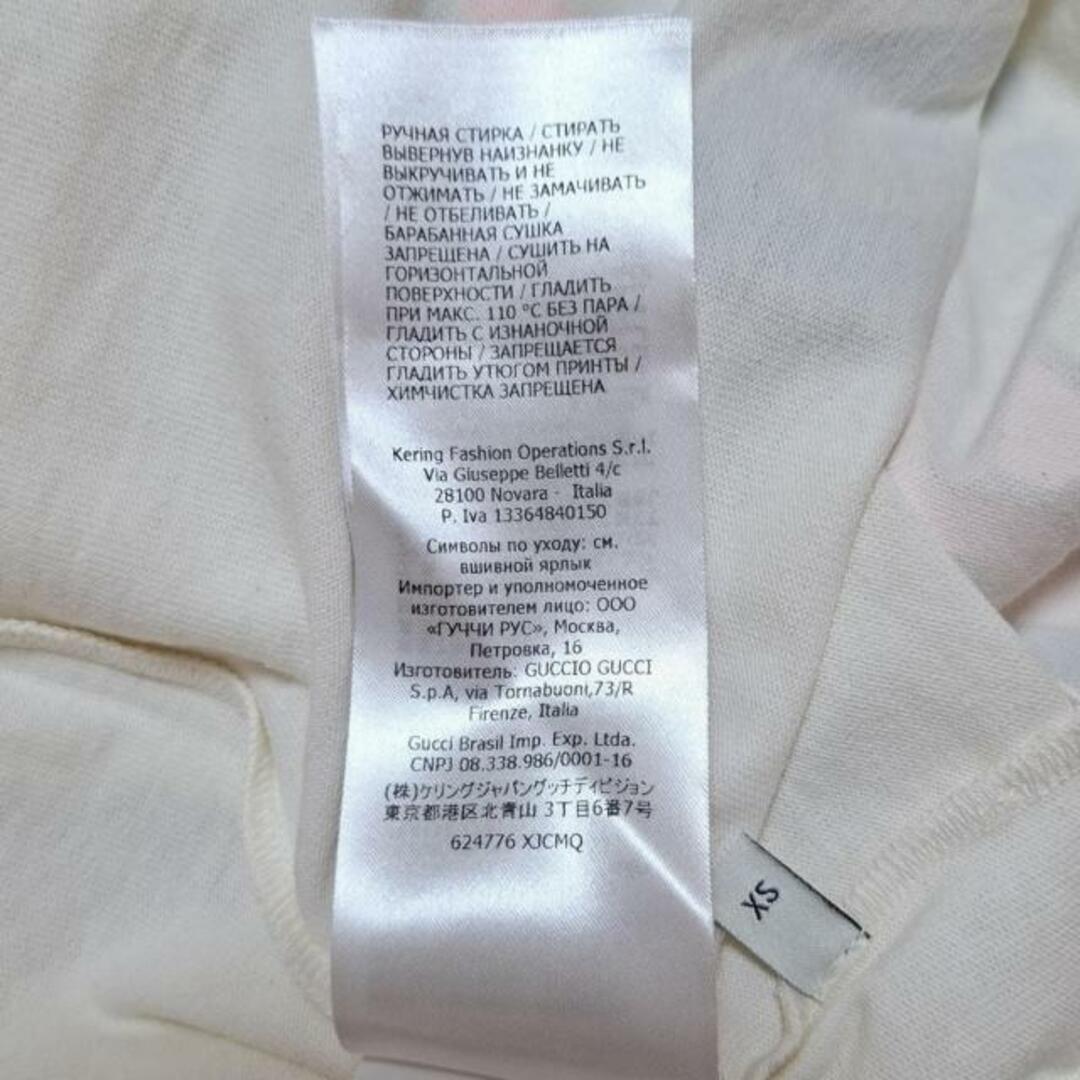 РУЧНАЯ СТИРКА / СТИРАТЬ
ВЫВЕРНУВ НАИЗНАНКУ / НЕ
ВЫКРУЧИВАТЬ И НЕ
ОТЖИМАТЬ / НЕ ЗАМАЧИВАТЬ
/ НЕ ОТБЕЛИВАТЬ /
БАРАБАННАЯ СУШКА
ЗАПРЕЩЕНА / СУШИТЬ НА
ГОРИЗОНТАЛЬНОЙ
ПОВЕРХНОСТИ / ГЛАДИТЬ
ПРИ МАКС. 110 °C БЕЗ ПАРА /
ГЛАДИТЬ С ИЗНАНОЧНОЙ
СТОРОНЫ / ЗАПРЕЩАЕТСЯ
ГЛАДИТЬ УТЮГОМ ПРИНТЫ /
ХИМЧИСТКА ЗАПРЕЩЕНА
Kering Fashion Operations S.r.l.
Via Giuseppe Belletti 4/c
28100 Novara - Italia
P. Iva 13364840150
Символы по уходу: см.
вшивной ярлык
Импортер и уполномоченное
изготовителем лицо: ООО
«ГУЧЧИ РУС», Москва,
Петровка, 16
Изготовитель: GUCCIO GUCCI
S.p.A, via Tornabuoni,73/R
Firenze, Italia
Gucci Brasil Imp. Exp. Ltda.
CNPJ 08.338.986/0001-16
(株)ケリングジャパングッチディビジョン
東京都港区北青山 3丁目6番7号
624776 XJCMQ
XS